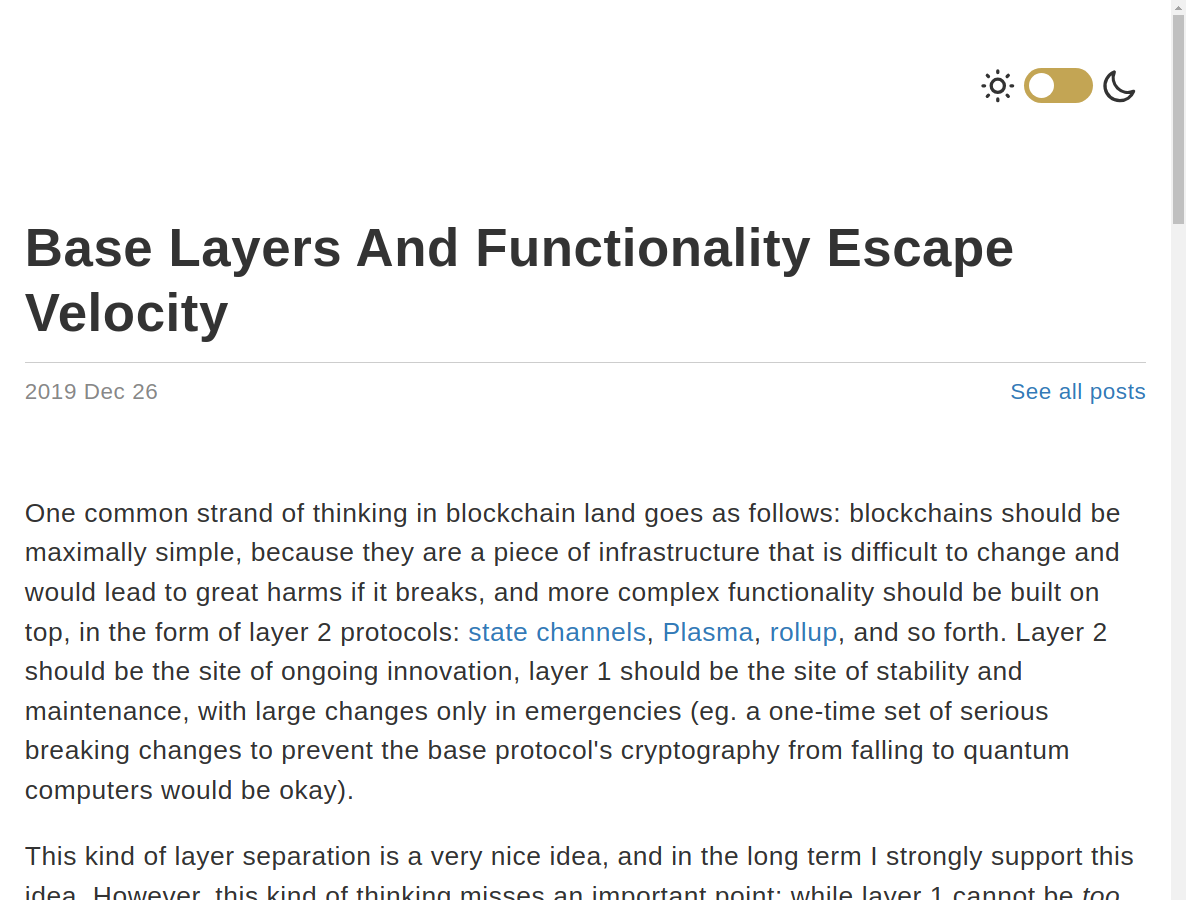 Base Layers And Functionality Escape
Velocity
2019 Dec 26
See all posts
One common strand of thinking in blockchain land goes as follows: blockchains should be
maximally simple, because they are a piece of infrastructure that is difficult to change and
would lead to great harms if it breaks, and more complex functionality should be built on
top, in the form of layer 2 protocols: state channels, Plasma, rollup, and so forth. Layer 2
should be the site of ongoing innovation, layer 1 should be the site of stability and
maintenance, with large changes only in emergencies (eg. a one-time set of serious
breaking changes to prevent the base protocol's cryptography from falling to quantum
computers would be okay).
This kind of layer separation is a very nice idea, and in the long term I strongly support this
idea. However, this kind of thinking misses an important point: while layer 1 cannot be too